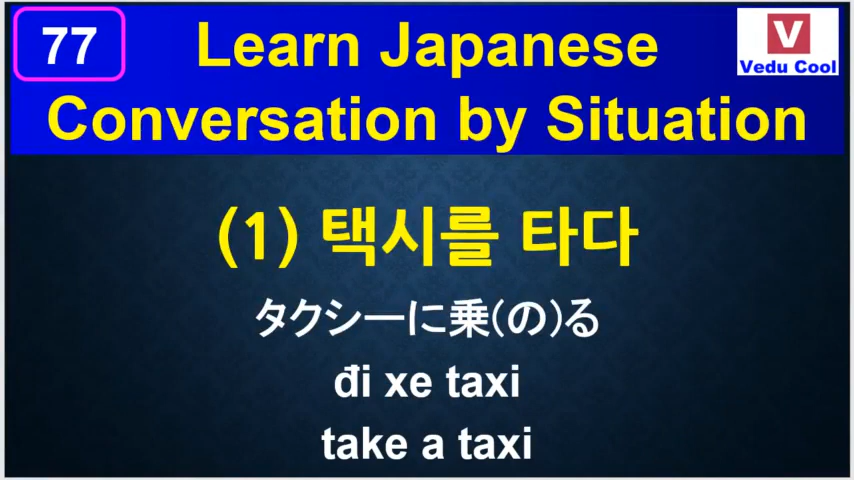 77
Learn Japanese
Conversation by Situation
V
Vedu Cool
(1) 택시를 타다
タクシーに乗(の)る
đi xe taxi
take a taxi